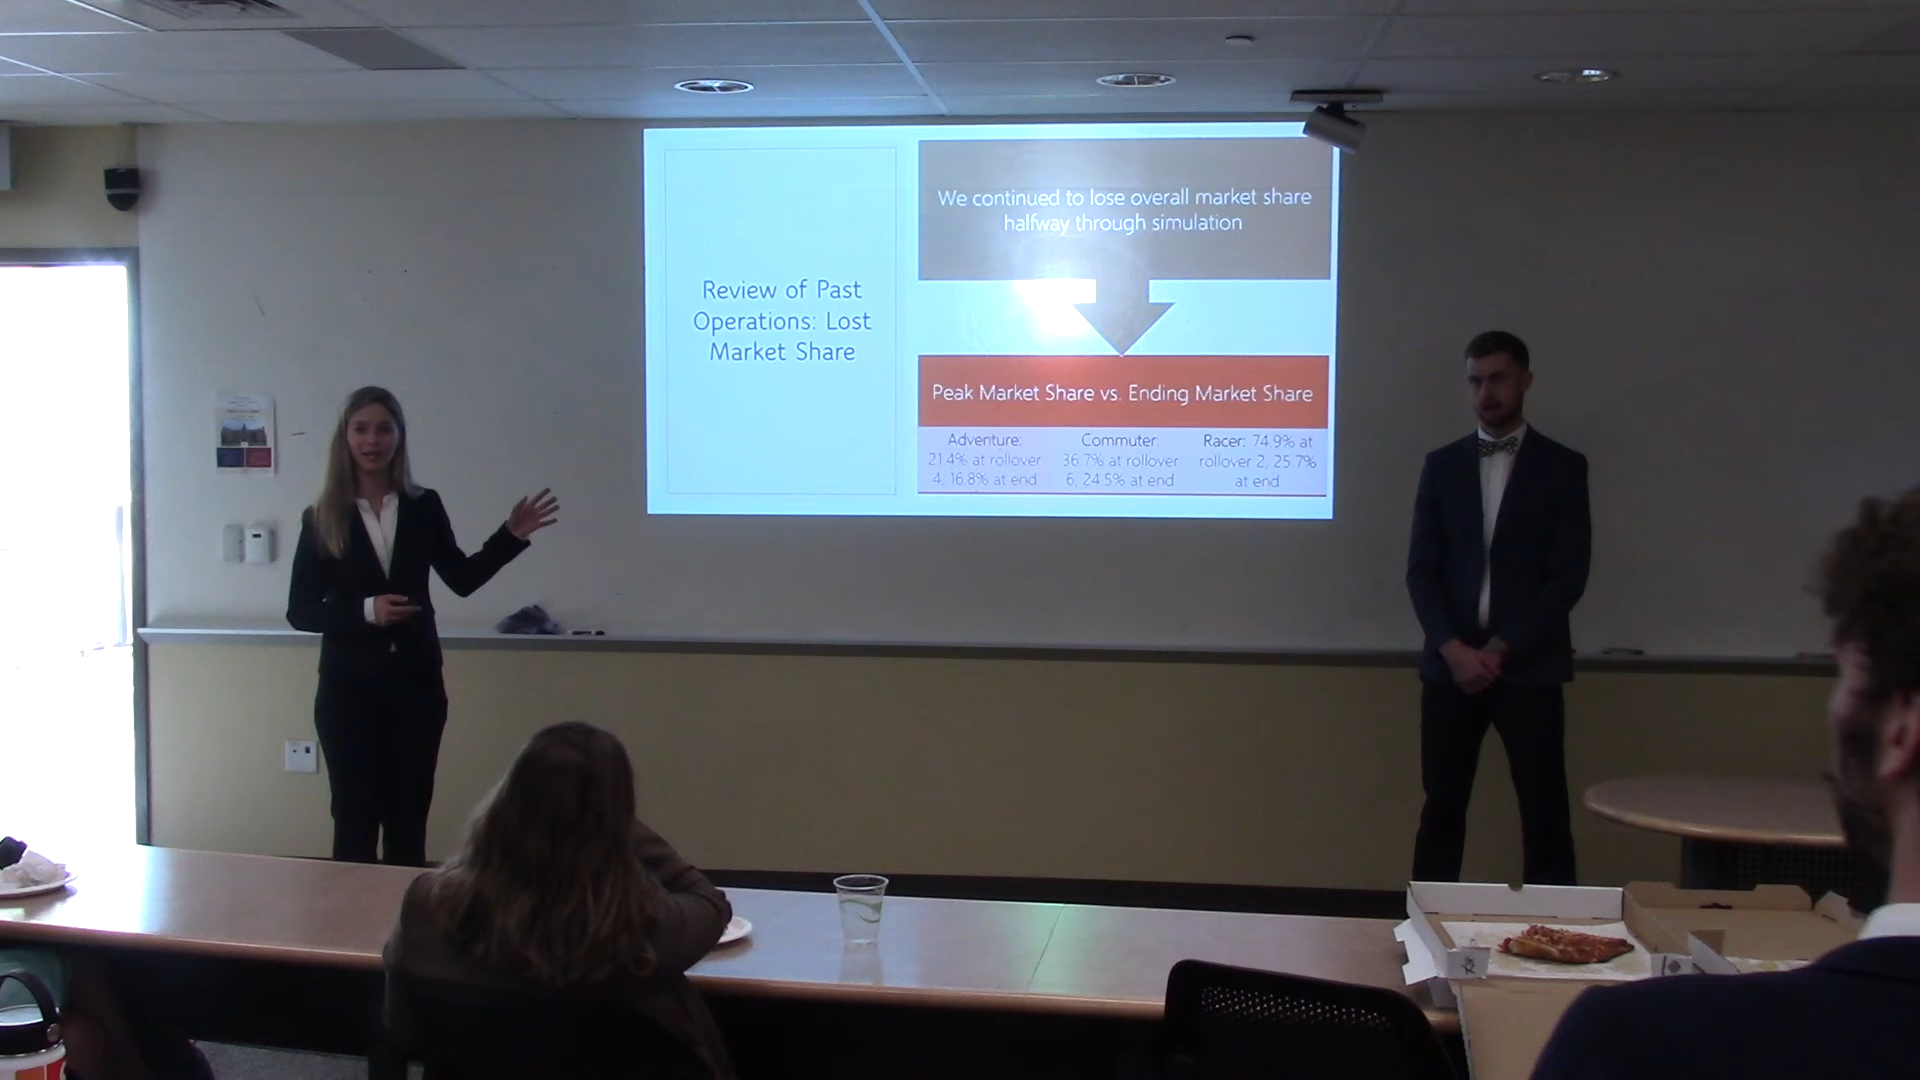 Review of Past
Operations: Lost
Market Share
We continued to lose overall market share
halfway through simulation
Peak Market Share vs. Ending Market Share
Adventure:
21.4% at rollover
4, 16.8% at end
Commuter:
36.7% at rollover
6, 24.5% at end
Racer: 74.9% at
rollover 2, 25.7%
at end